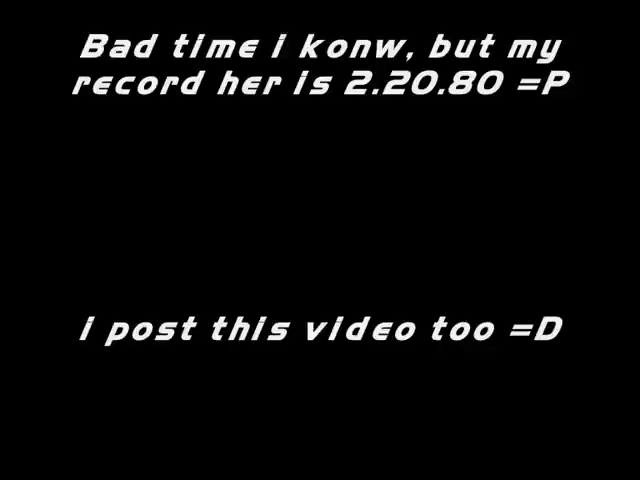 Bad time i konw, but my
record her is 2.20.80 =P
i post this video too =D